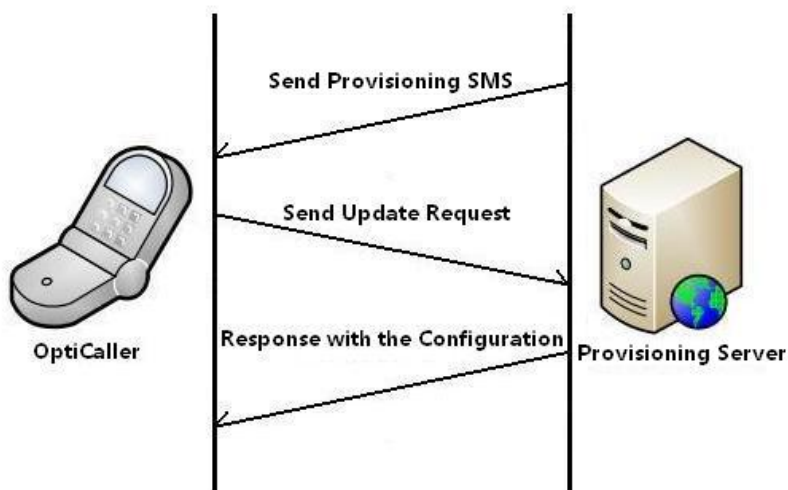 Send Provisioning SMS
Send Update Request
Response with the Configuration
OptiCaller
Provisioning Server